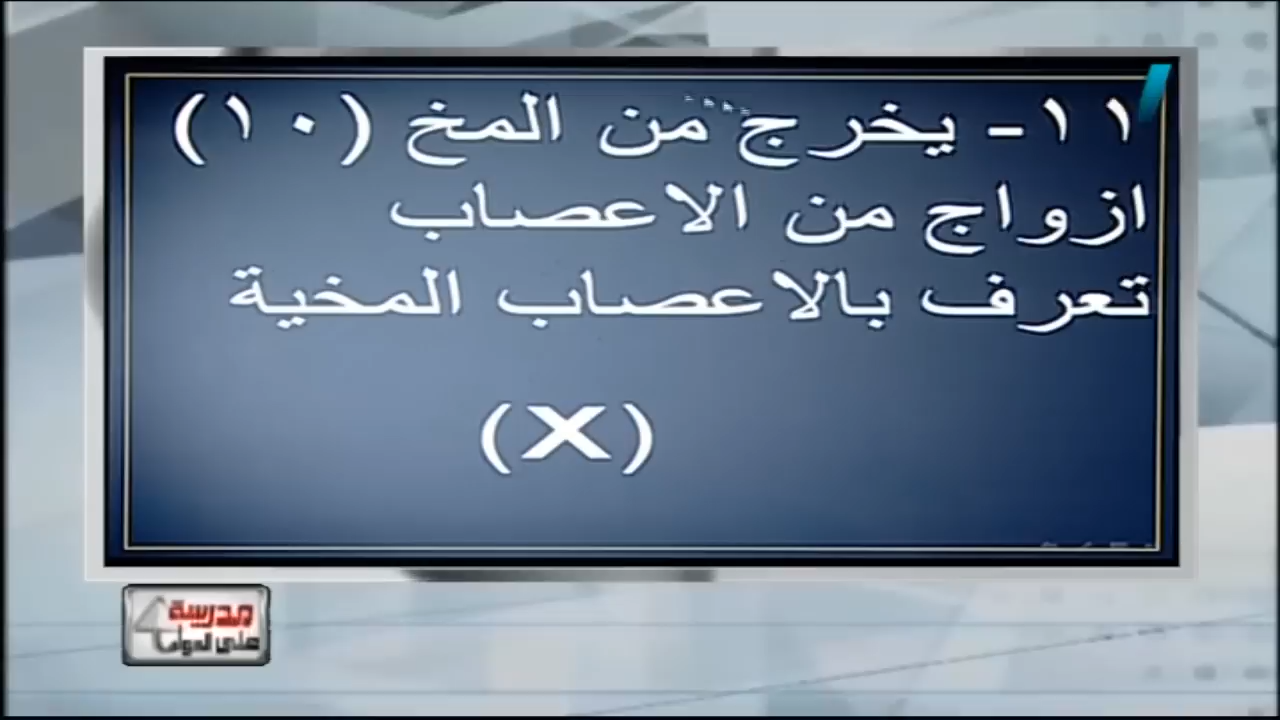 ١١- يخرج من المخ (١٠)
ازواج من الاعصاب
تعرف بالاعصاب المخية
(X)
مدرسة
على الهواء